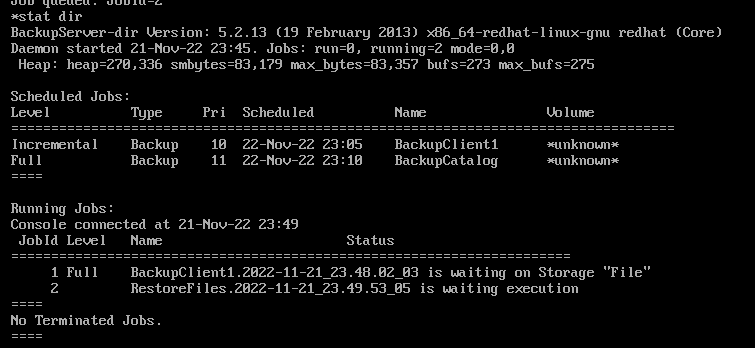 Job queued. JobId=2
*stat dir
BackupServer-dir Version: 5.2.13 (19 February 2013) x86_64-redhat-linux-gnu redhat (Core)
Daemon started 21-Nov-22 23:45. Jobs: run=0, running=2 mode=0,0
 Heap: heap=270,336 smbytes=83,179 max_bytes=83,357 bufs=273 max_bufs=275

Scheduled Jobs:
Level          Type     Pri  Scheduled          Name               Volume
===================================================================================
Incremental    Backup    10  22-Nov-22 23:05    BackupClient1      *unknown*
Full           Backup    11  22-Nov-22 23:10    BackupCatalog      *unknown*
====

Running Jobs:
Console connected at 21-Nov-22 23:49
 JobId Level   Name                       Status
======================================================================
     1 Full    BackupClient1.2022-11-21_23.48.02_03 is waiting on Storage "File"
     2         RestoreFiles.2022-11-21_23.49.53_05 is waiting execution
====
No Terminated Jobs.
====